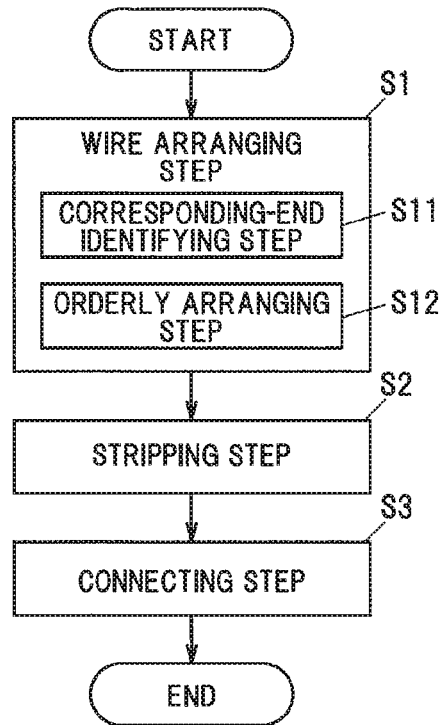 START
S1
WIRE ARRANGING
STEP
CORRESPONDING-END
IDENTIFYING STEP
S11
ORDERLY ARRANGING
STEP
S12
S2
STRIPPING STEP
S3
CONNECTING STEP
END